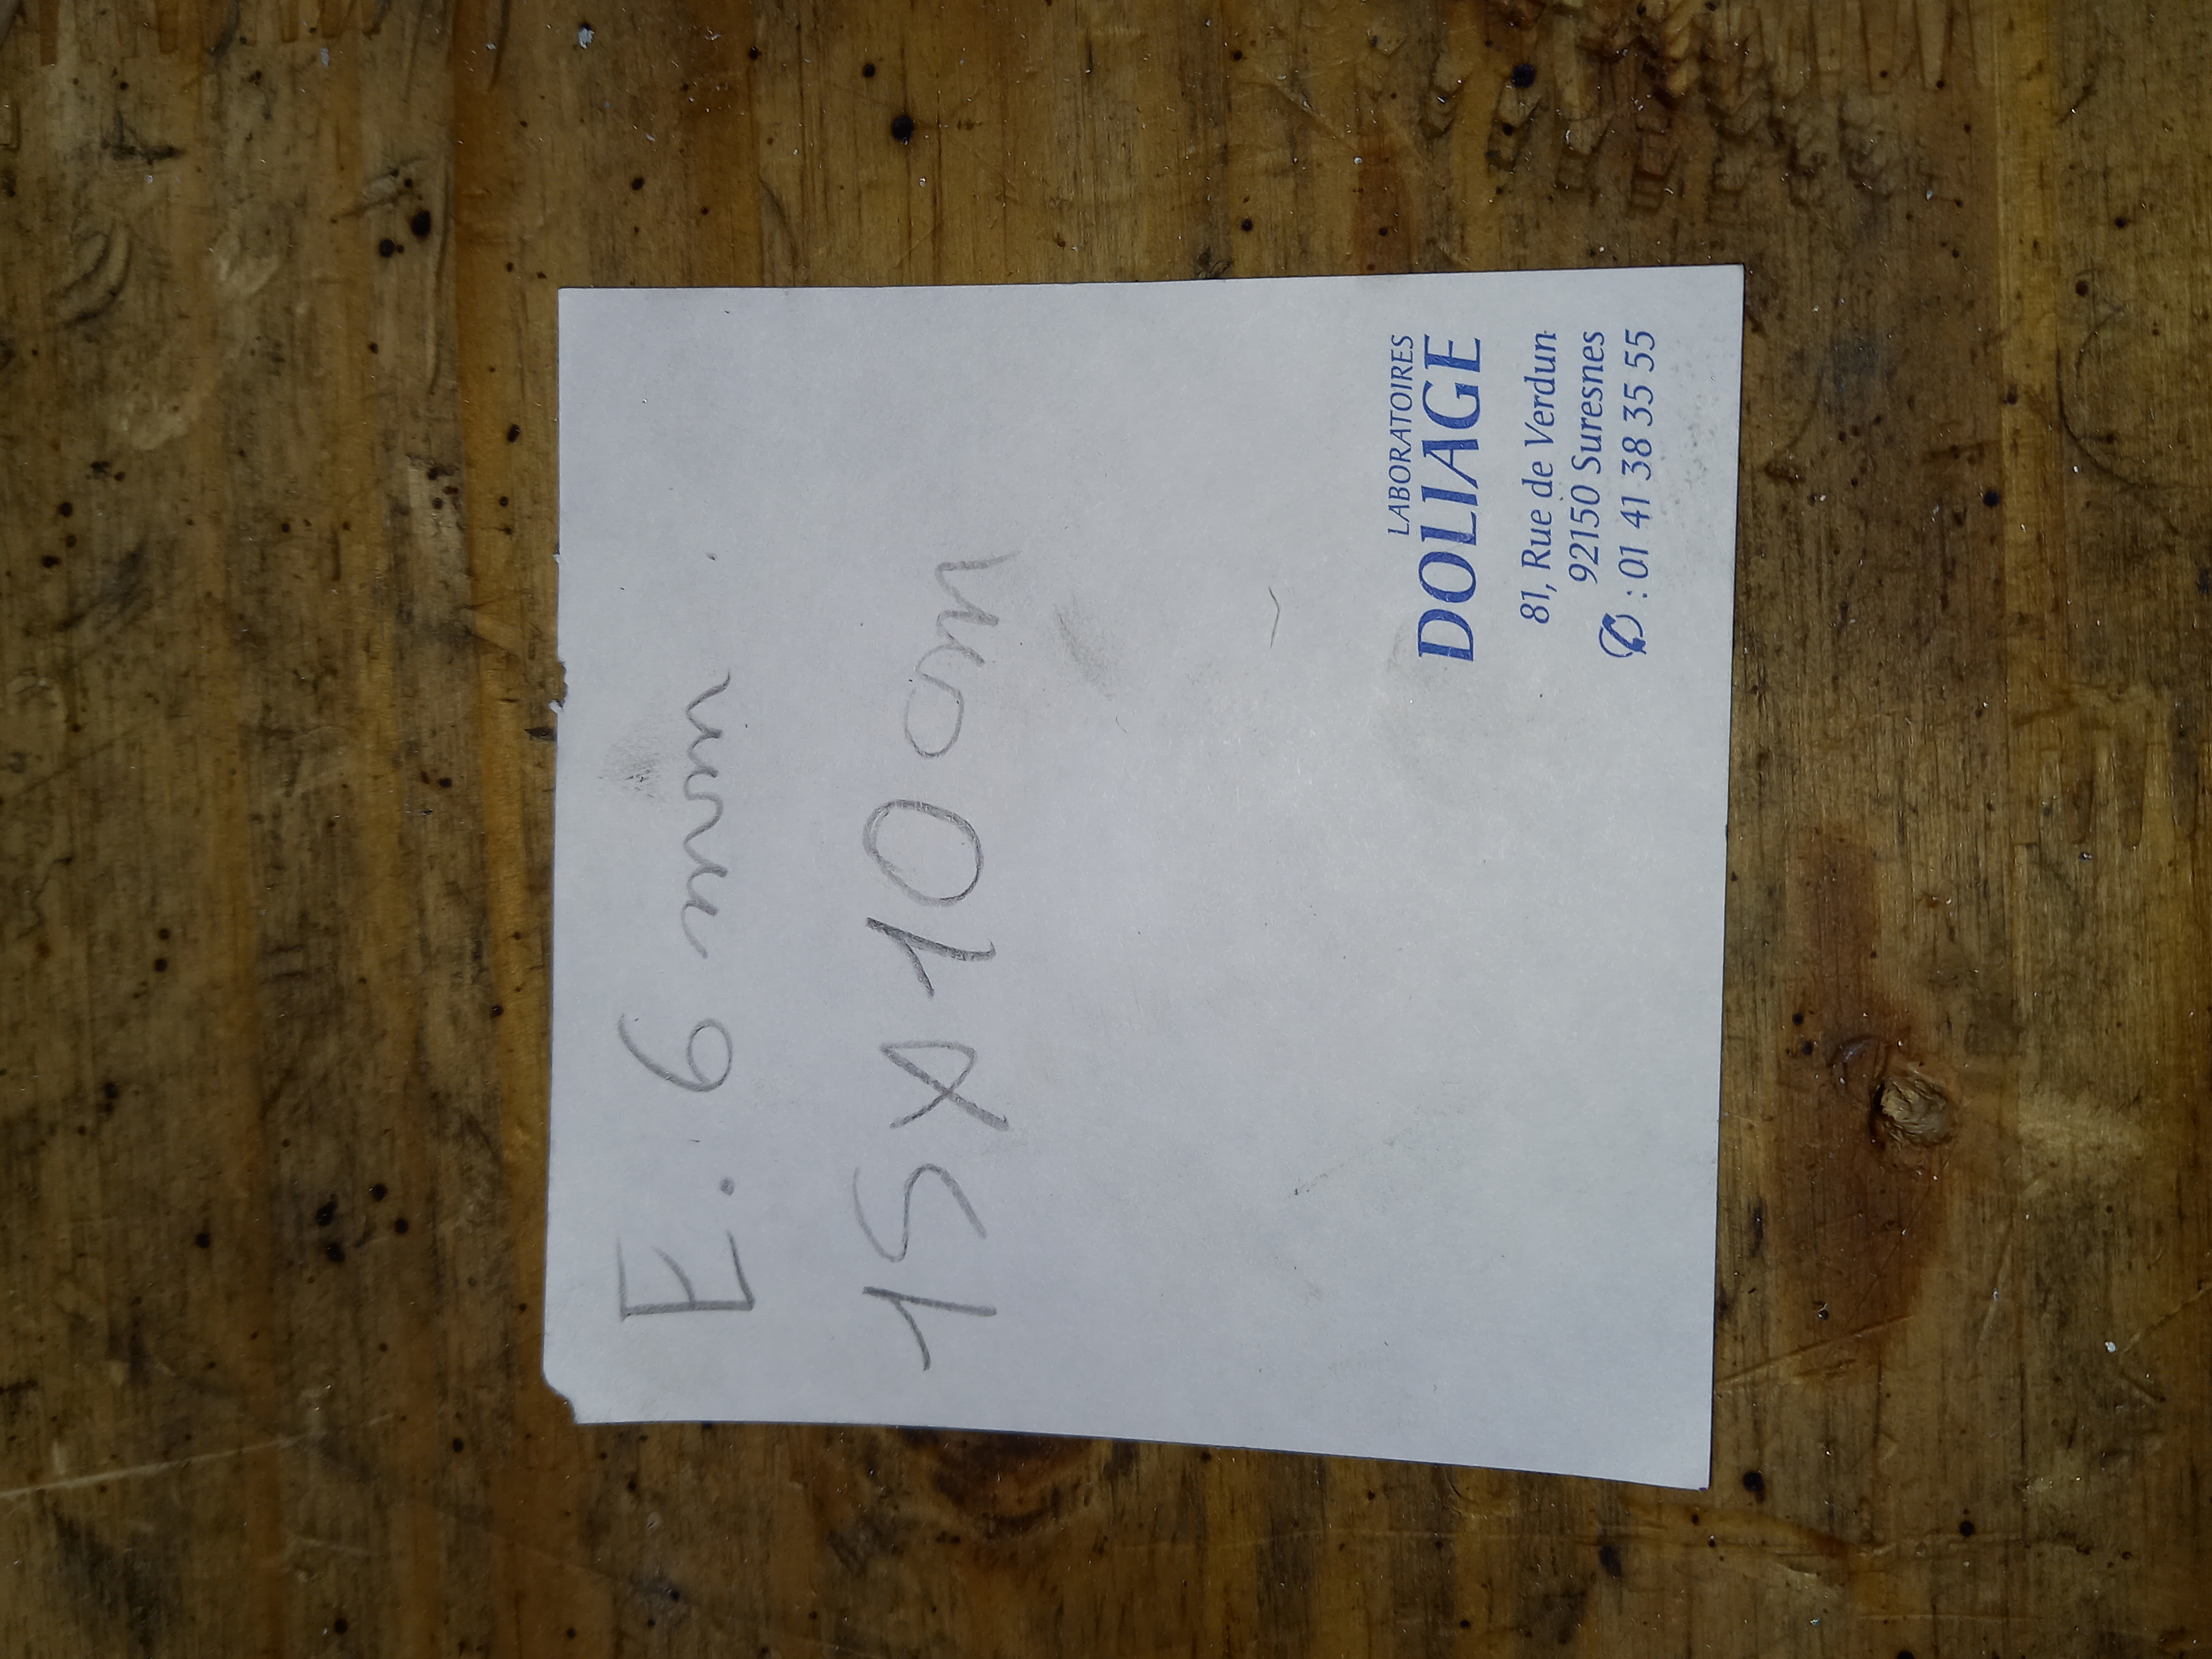 E. 6 mm
15x10 cm
LABORATOIRES
DOLIAGE
81, Rue de Verdun
92150 Suresnes
✆ : 01 41 38 35 55